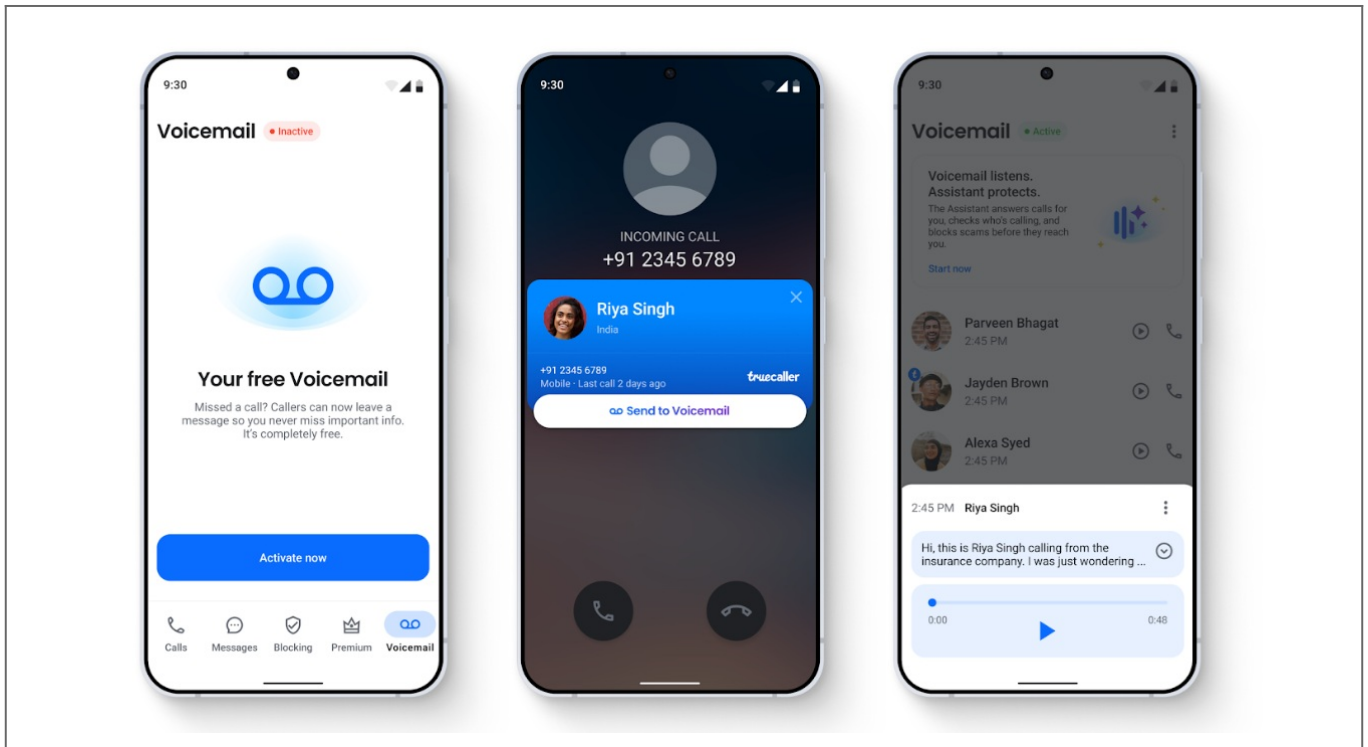 9:30
Voicemail
Inactive
Your free Voicemail
Missed a call? Callers can now leave a
message so you never miss important info.
It's completely free.
Activate now
Calls
Messages
Blocking
Premium
Voicemail
9:30
INCOMING CALL
+91 2345 6789
Riya Singh
India
+91 2345 6789
Mobile · Last call 2 days ago
truecaller
Send to Voicemail
9:30
Voicemail
Active
Voicemail listens.
Assistant protects.
The Assistant answers calls for
you, checks who's calling, and
blocks scams before they reach
you.
Start now
Parveen Bhagat
2:45 PM
Jayden Brown
2:45 PM
Alexa Syed
2:45 PM
2:45 PM Riya Singh
Hi, this is Riya Singh calling from the
insurance company. I was just wondering ...
0:00
0:48